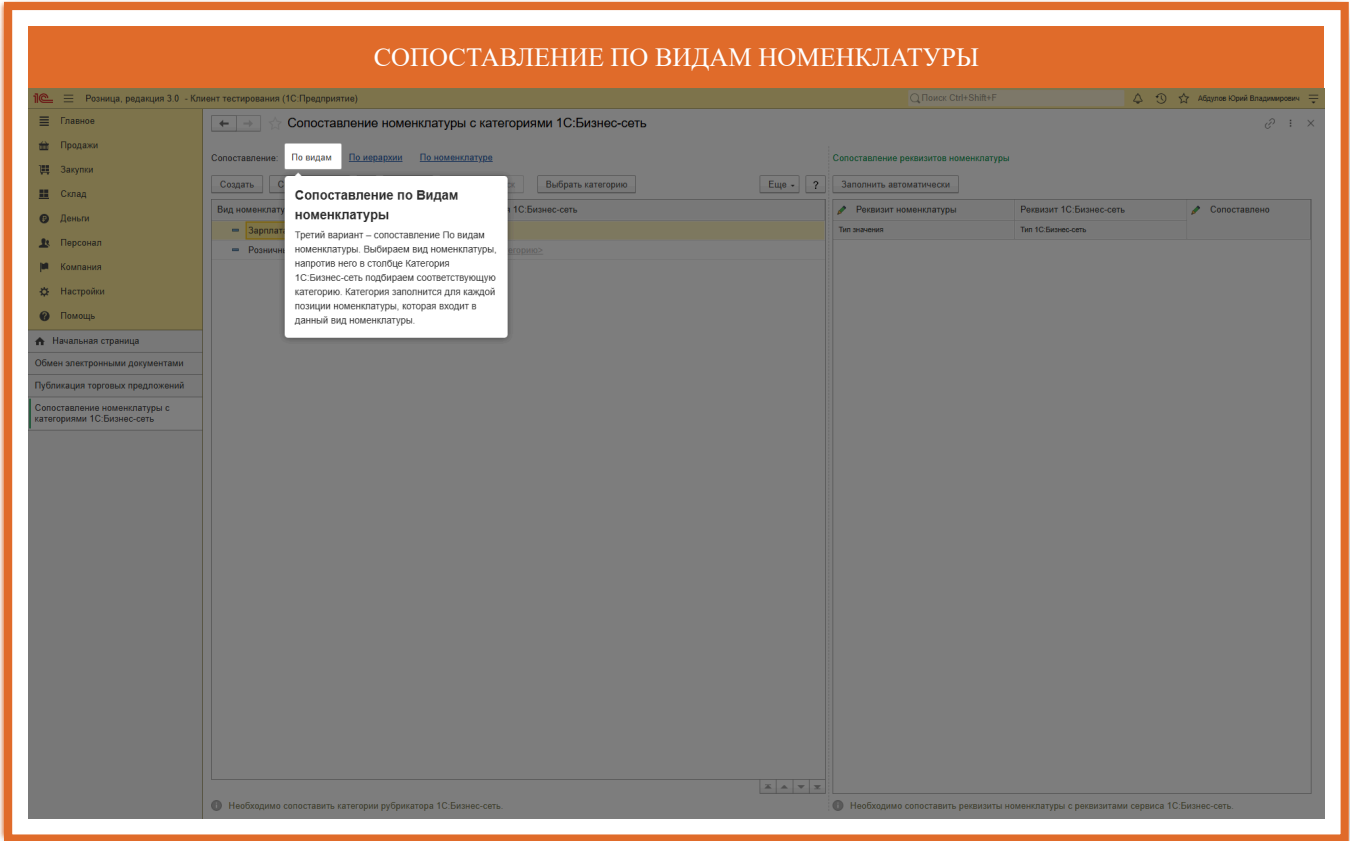 СОПОСТАВЛЕНИЕ ПО ВИДАМ НОМЕНКЛАТУРЫ
1С Розница, редакция 3.0 - Клиент тестирования (1С:Предприятие)
Поиск Ctrl+Shift+F
Абдулов Юрий Владимирович
Главное
Продажи
Закупки
Склад
Деньги
Персонал
Компания
Настройки
Помощь
Начальная страница
Обмен электронными документами
Публикация торговых предложений
Сопоставление номенклатуры с
категориями 1С:Бизнес-сеть
Сопоставление номенклатуры с категориями 1С:Бизнес-сеть
Сопоставление: По видам По иерархии По номенклатуре
Создать С Выбрать категорию Еще - ?
Вид номенклату 1С:Бизнес-сеть
Зарплат
Розничн
Сопоставление по Видам
номенклатуры
Третий вариант – сопоставление По видам
номенклатуры. Выбираем вид номенклатуры,
напротив него в столбце Категория
1С:Бизнес-сеть подбираем соответствующую
категорию. Категория заполнится для каждой
позиции номенклатуры, которая входит в
данный вид номенклатуры.
Необходимо сопоставить категории рубрикатора 1С:Бизнес-сеть.
Сопоставление реквизитов номенклатуры
Заполнить автоматически
Реквизит номенклатуры Реквизит 1С:Бизнес-сеть Сопоставлено
Тип значения Тип 1С:Бизнес-сеть
Необходимо сопоставить реквизиты номенклатуры с реквизитами сервиса 1С:Бизнес-сеть.